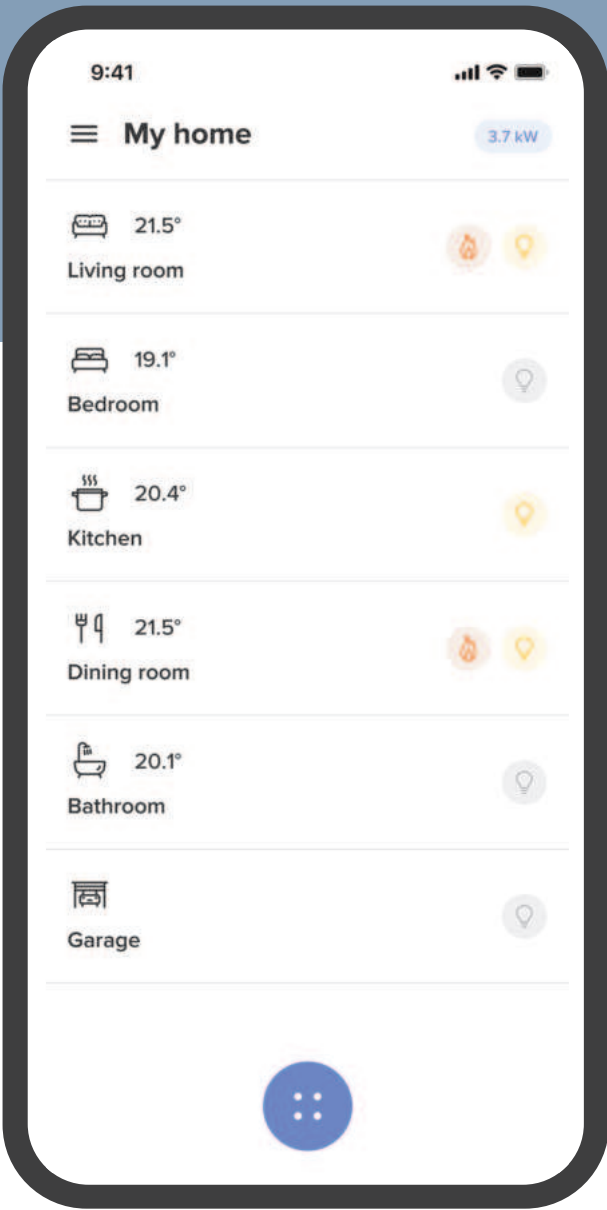 9:41
My home
3.7 kW
21.5°
Living room
19.1°
Bedroom
20.4°
Kitchen
21.5°
Dining room
20.1°
Bathroom
Garage